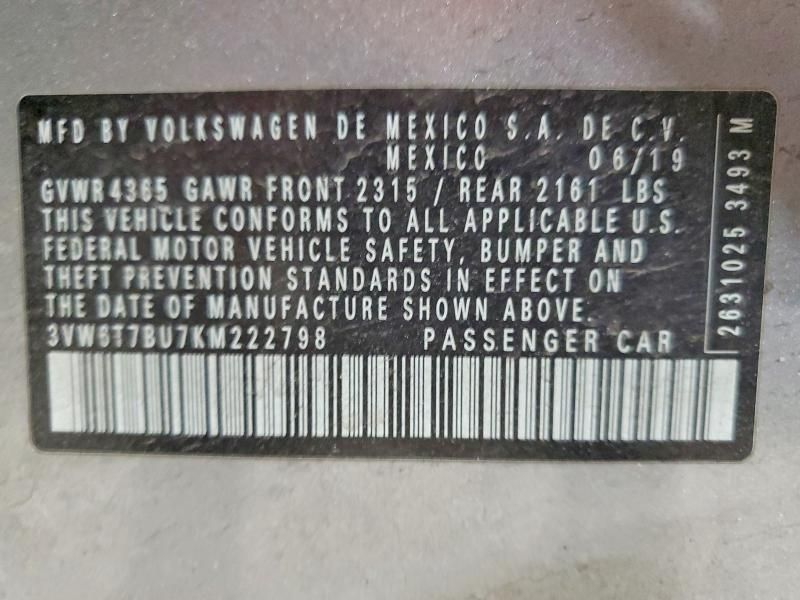 MFD BY VOLKSWAGEN DE MEXICO S.A. DE C.V.
MEXICO 06/19
GVWR 4365 GAWR FRONT 2315 / REAR 2161 LBS
THIS VEHICLE CONFORMS TO ALL APPLICABLE U.S.
FEDERAL MOTOR VEHICLE SAFETY, BUMPER AND
THEFT PREVENTION STANDARDS IN EFFECT ON
THE DATE OF MANUFACTURE SHOWN ABOVE.
3VW6T7BU7KM222798 PASSENGER CAR
2631025 3493 M